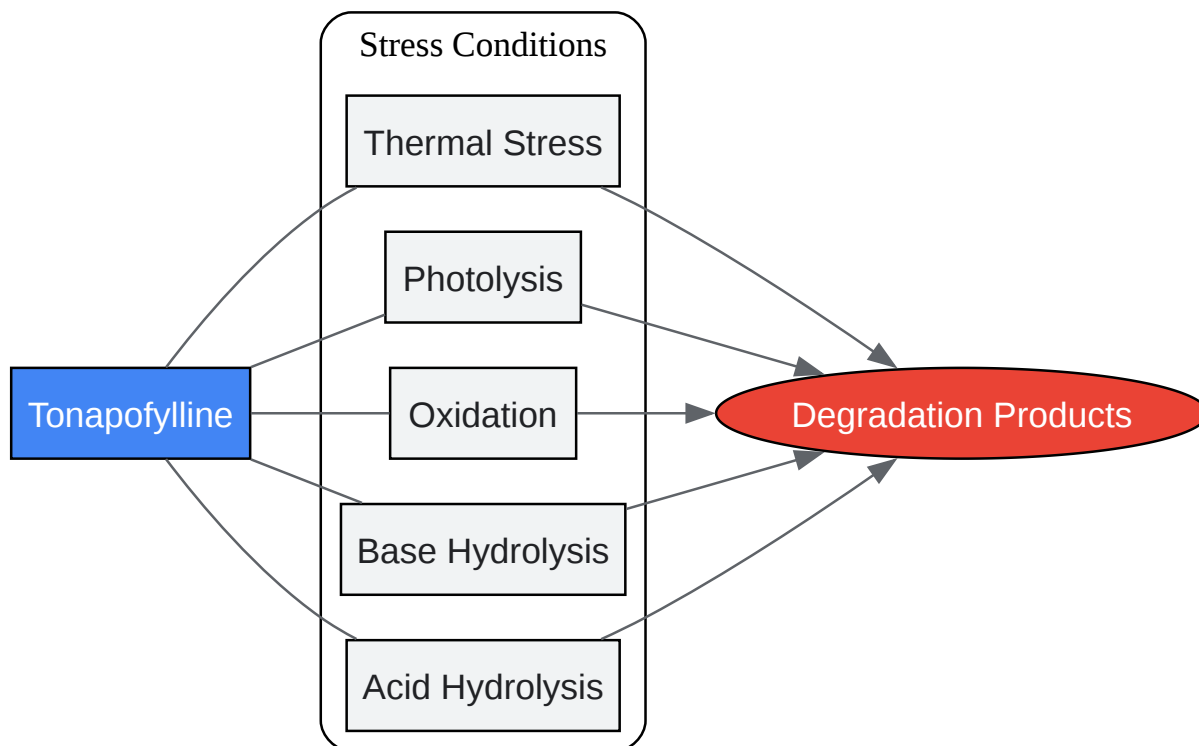 Stress Conditions
Thermal Stress
Photolysis
Tonapofylline
Oxidation
Degradation Products
Base Hydrolysis
Acid Hydrolysis